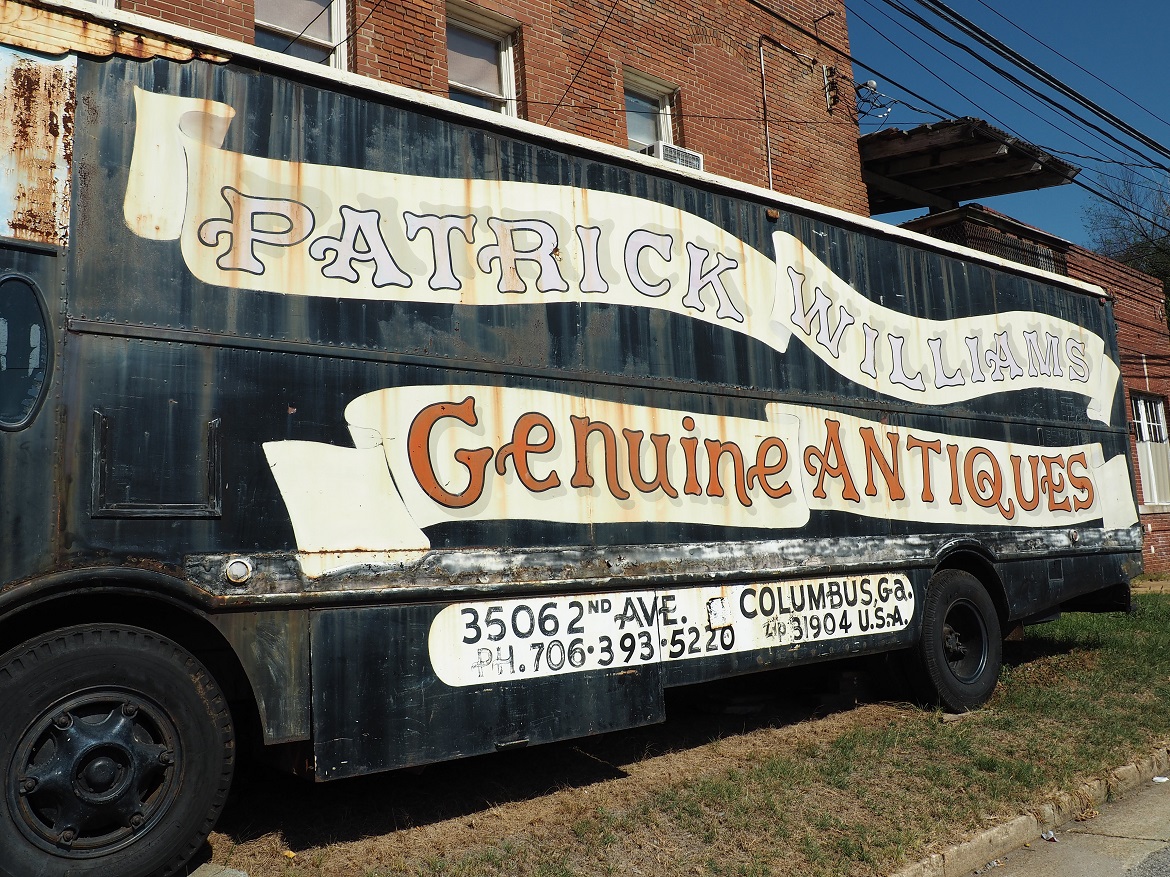 PATRICK WILLIAMS
Genuine ANTIQUES
3506 2ND AVE. COLUMBUS, Ga.
PH. 706·393·5220 Zip 31904 U.S.A.